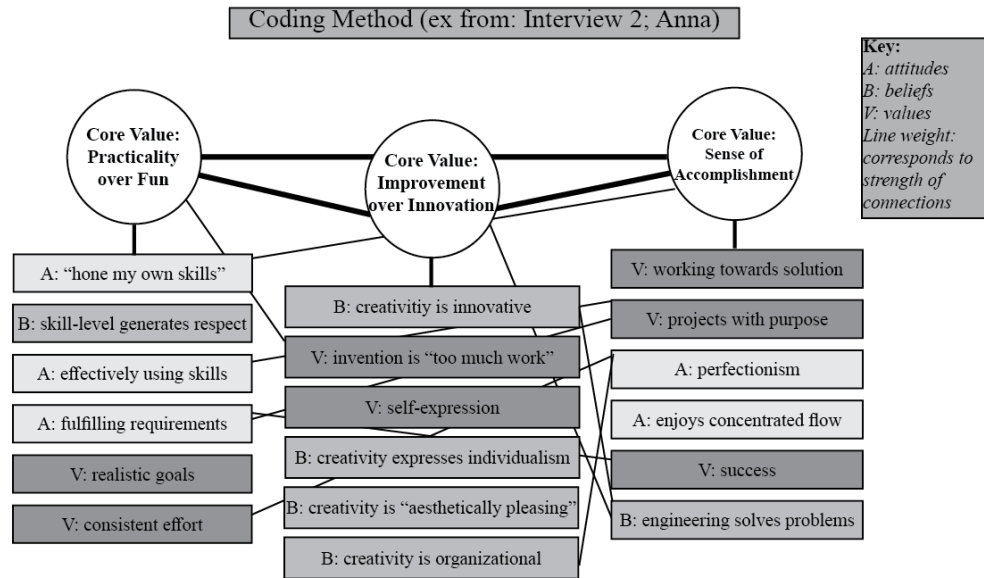 Coding Method (ex from: Interview 2; Anna)
Key:
A: attitudes
B: beliefs
V: values
Line weight:
corresponds to
strength of
connections
Core Value:
Practicality
over Fun
Core Value:
Improvement
over Innovation
Core Value:
Sense of
Accomplishment
A: “hone my own skills”
B: skill-level generates respect
A: effectively using skills
A: fulfilling requirements
V: realistic goals
V: consistent effort
B: creativitiy is innovative
V: invention is “too much work”
V: self-expression
B: creativity expresses individualism
B: creativity is “aesthetically pleasing”
B: creativity is organizational
V: working towards solution
V: projects with purpose
A: perfectionism
A: enjoys concentrated flow
V: success
B: engineering solves problems